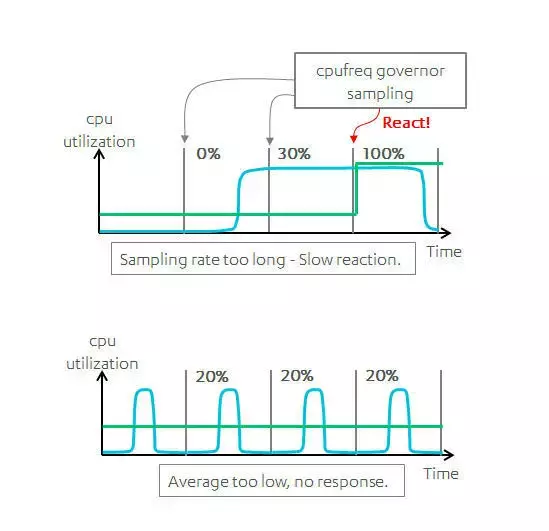 cpufreq governor
sampling
React!
cpu
utilization
0%
30%
100%
Time
Sampling rate too long - Slow reaction.
cpu
utilization
20%
20%
20%
Time
Average too low, no response.